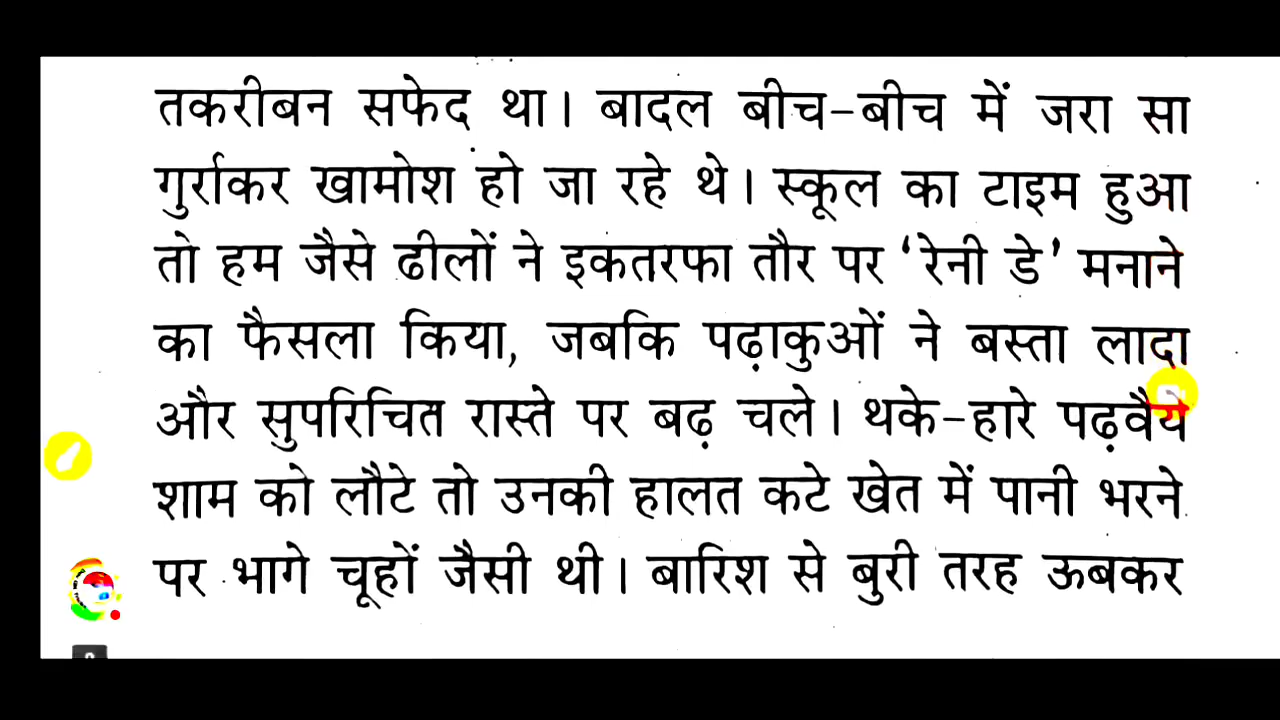 तकरीबन सफेद था। बादल बीच-बीच में जरा सा
गुर्राकर खामोश हो जा रहे थे। स्कूल का टाइम हुआ
तो हम जैसे ढीलों ने इकतरफा तौर पर ‘रेनी डे’ मनाने
का फैसला किया, जबकि पढ़ाकुओं ने बस्ता लादा
और सुपरिचित रास्ते पर बढ़ चले। थके-हारे पढ़वैये
शाम को लौटे तो उनकी हालत कटे खेत में पानी भरने
पर भागे चूहों जैसी थी। बारिश से बुरी तरह ऊबकर